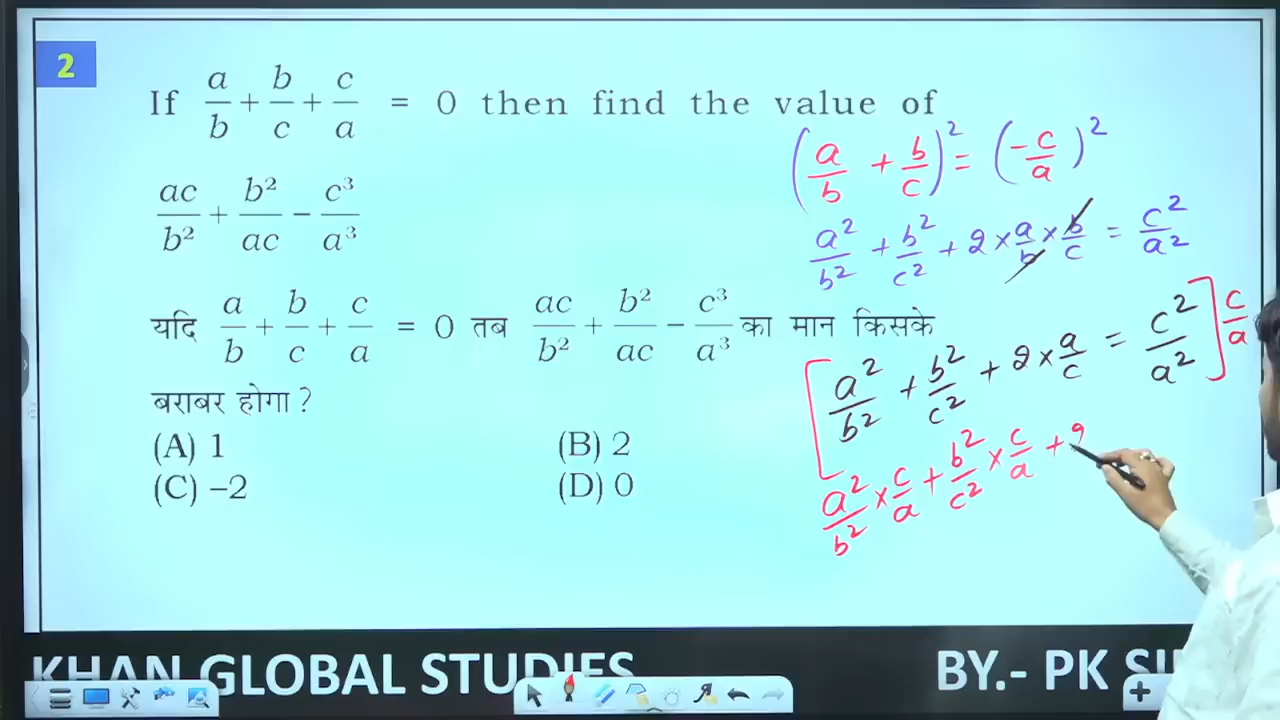 2
If a/b + b/c + c/a = 0 then find the value of
ac/b² + b²/ac − c³/a³
यदि a/b + b/c + c/a = 0 तब ac/b² + b²/ac − c³/a³ का मान किसके
बराबर होगा ?
(A) 1
(B) 2
(C) –2
(D) 0
(a/b + b/c)² = (−c/a)²
a²/b² + b²/c² + 2 × a/b × b/c = c²/a²
[a²/b² + b²/c² + 2 × a/c = c²/a²] c/a
a²/b² × c/a + b²/c² × c/a +
KHAN GLOBAL STUDIES
BY.- PK